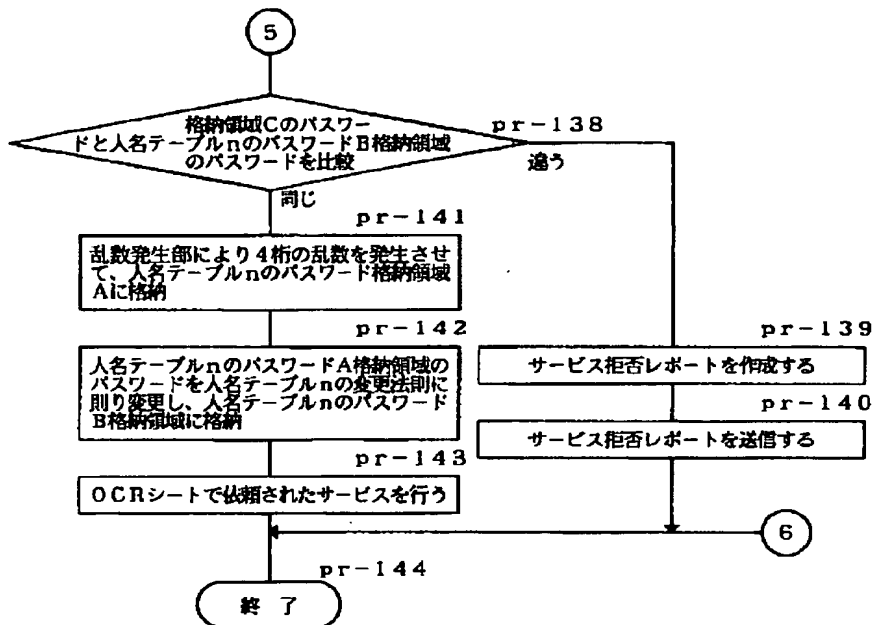 5
格納領域Cのパスワー
ドと人名テーブルnのパスワードB格納領域
のパスワードを比較
pr-138
違う
同じ
pr-141
乱数発生部により4桁の乱数を発生させ
て、人名テーブルnのパスワード格納領域
Aに格納
pr-142
人名テーブルnのパスワードA格納領域の
パスワードを人名テーブルnの変更法則に
則り変更し、人名テーブルnのパスワード
B格納領域に格納
pr-143
OCRシートで依頼されたサービスを行う
pr-139
サービス拒否レポートを作成する
pr-140
サービス拒否レポートを送信する
6
pr-144
終 了